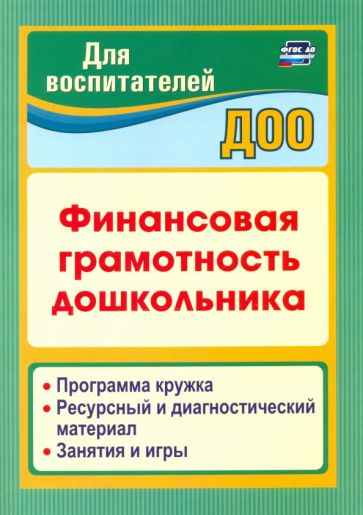 Для
воспитателей
ФГОС ДО
ДОО
Финансовая
грамотность
дошкольника
• Программа кружка
• Ресурсный и диагностический
материал
• Занятия и игры